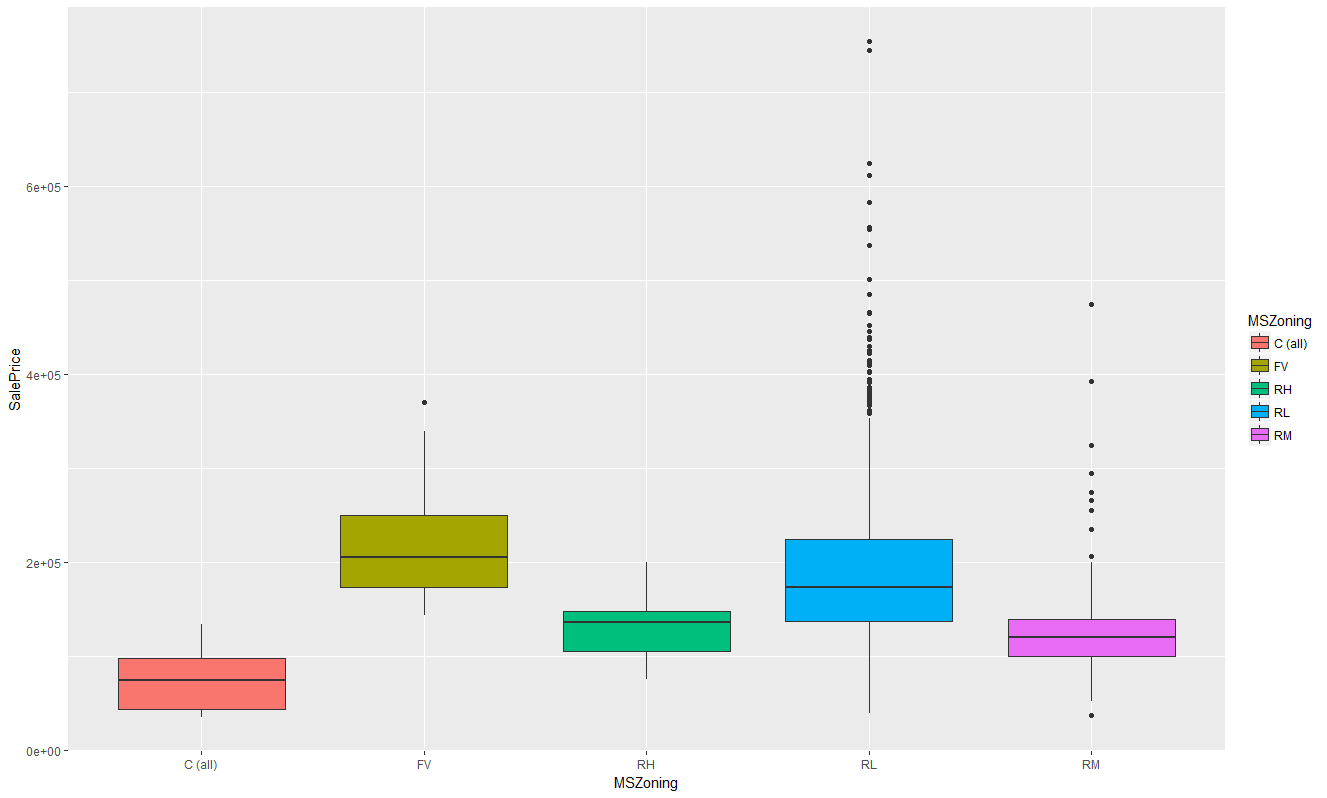 6e+05
4e+05
2e+05
0e+00
SalePrice
C (all)
FV
RH
RL
RM
MSZoning
MSZoning
C (all)
FV
RH
RL
RM